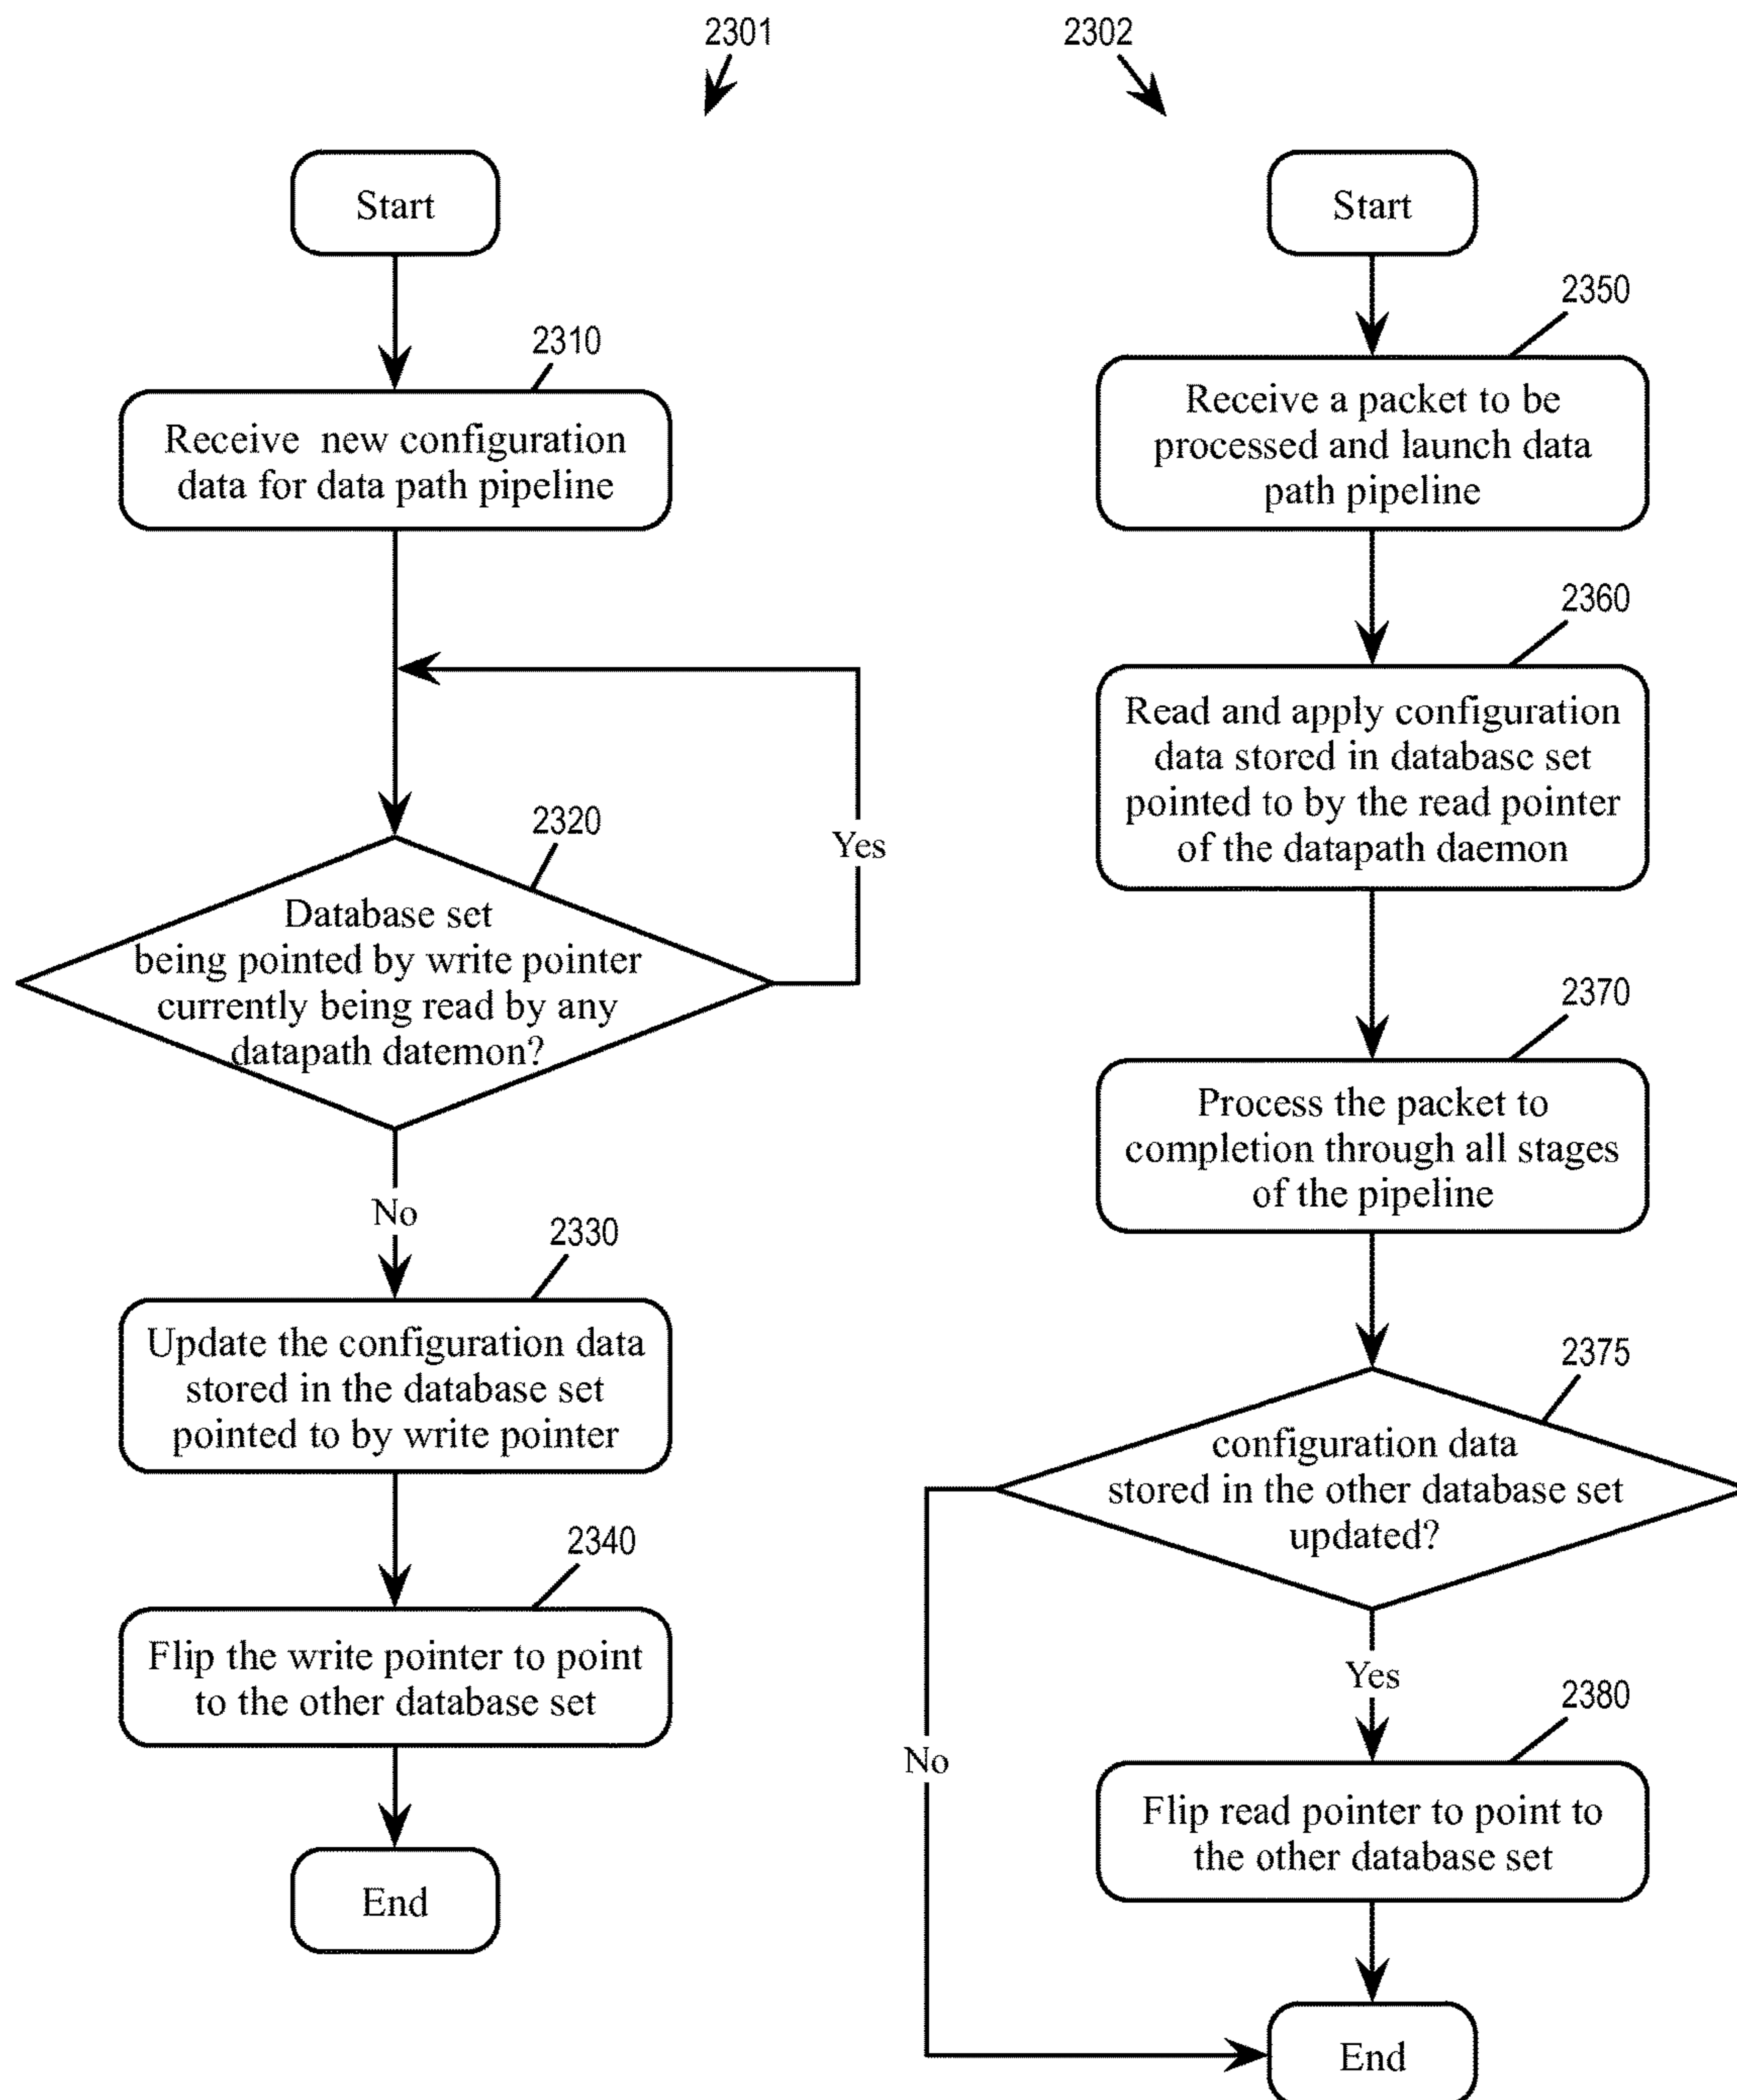 2301
2302
Start
2310
Receive new configuration
data for data path pipeline
2320
Database set
being pointed by write pointer
currently being read by any
datapath datemon?
Yes
No
2330
Update the configuration data
stored in the database set
pointed to by write pointer
2340
Flip the write pointer to point
to the other database set
End
Start
2350
Receive a packet to be
processed and launch data
path pipeline
2360
Read and apply configuration
data stored in database set
pointed to by the read pointer
of the datapath daemon
2370
Process the packet to
completion through all stages
of the pipeline
2375
configuration data
stored in the other database set
updated?
Yes
No
2380
Flip read pointer to point to
the other database set
End